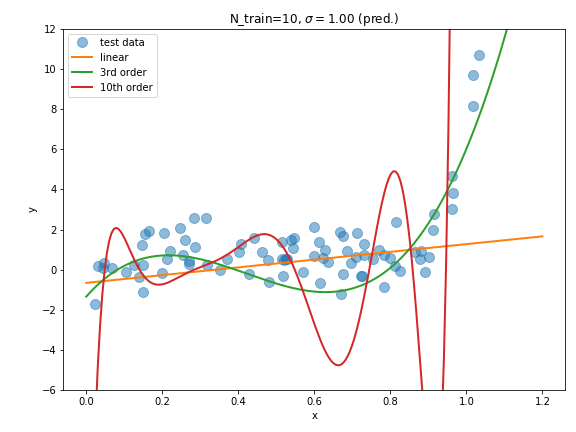 N_train=10, σ = 1.00 (pred.)
test data
linear
3rd order
10th order
12
10
8
6
4
2
0
−2
−4
−6
y
0.0 0.2 0.4 0.6 0.8 1.0 1.2
x